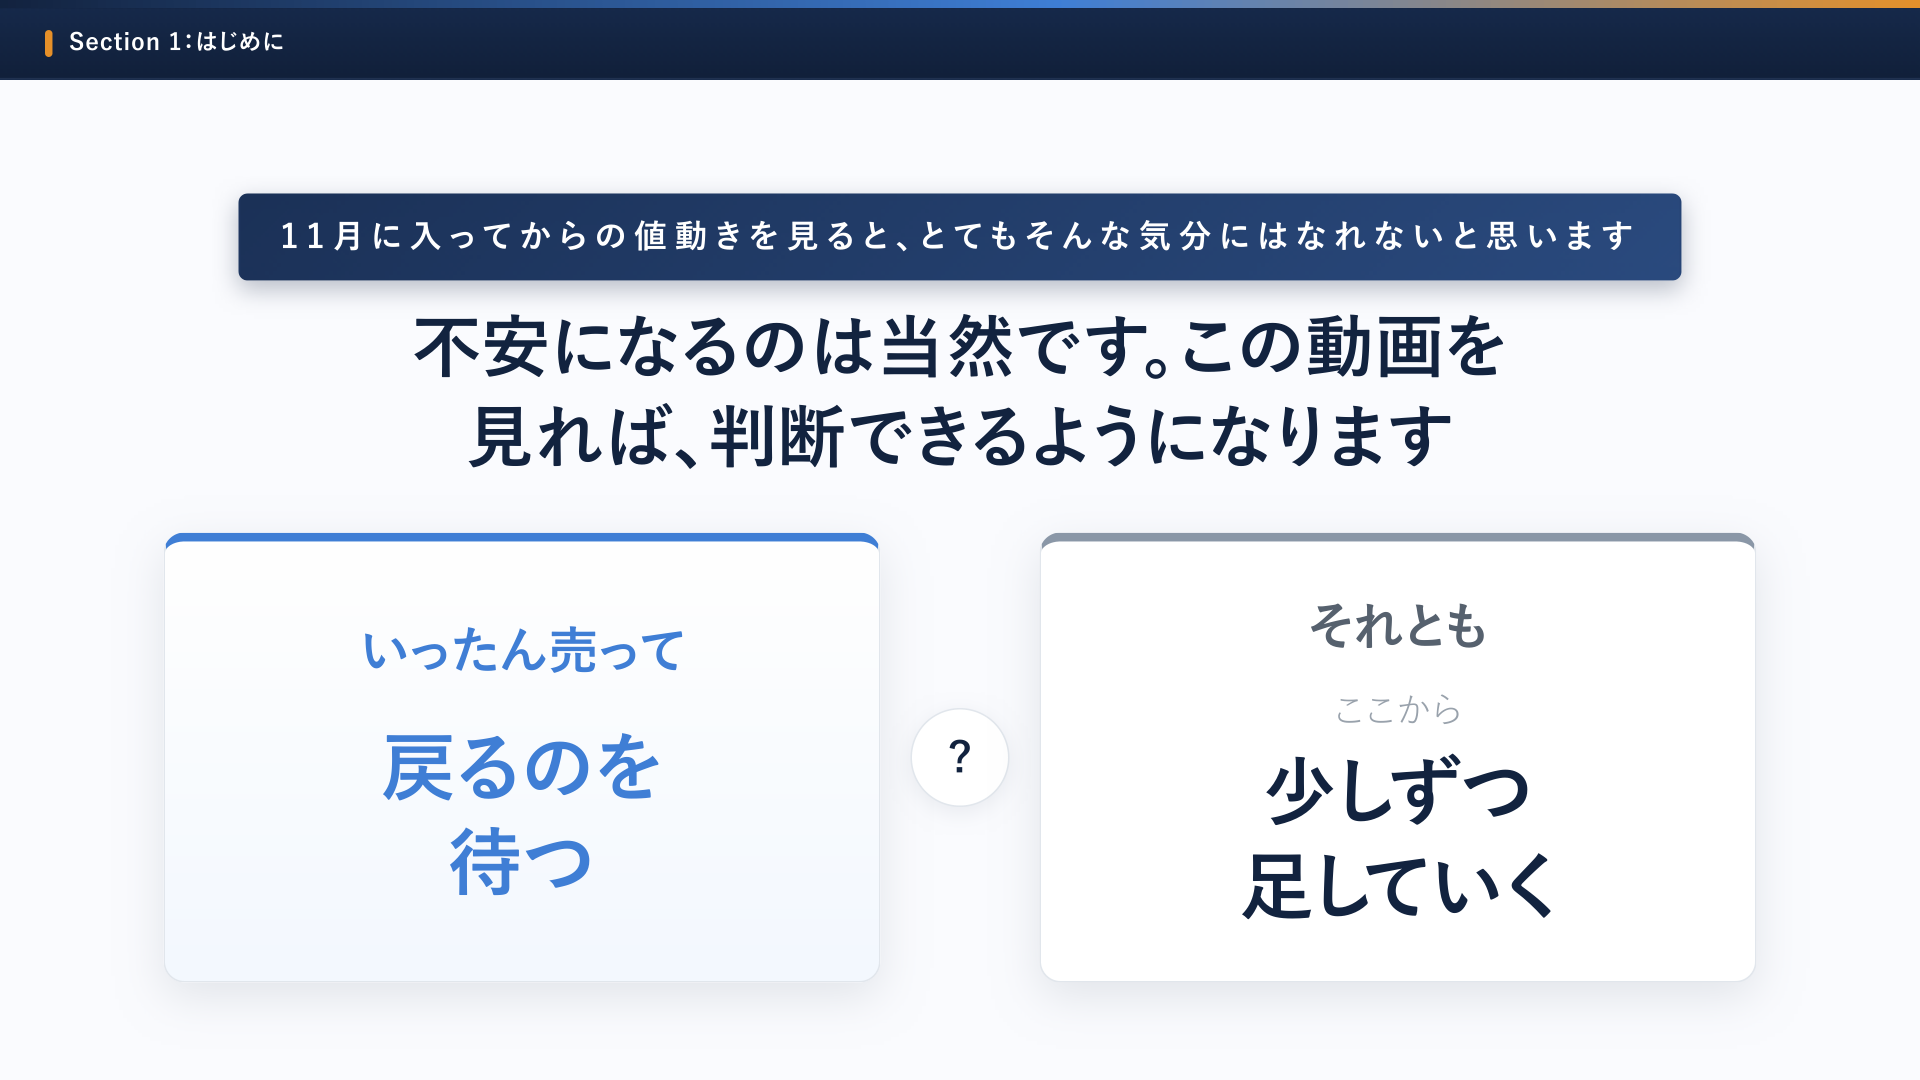 Section 1：はじめに
11月に入ってからの値動きを見ると、とてもそんな気分にはなれないと思います
不安になるのは当然です。この動画を
見れば、判断できるようになります
いったん売って
戻るのを
待つ
?
それとも
ここから
少しずつ
足していく